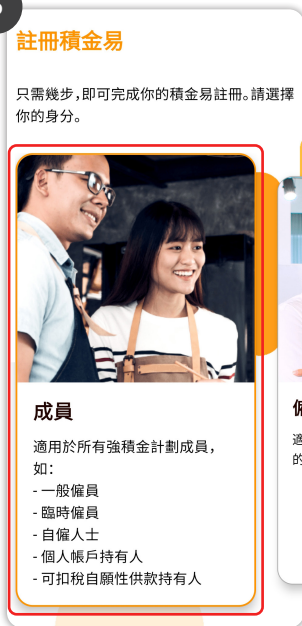 註冊積金易
只需幾步，即可完成你的積金易註冊。請選擇
你的身分。
成員
適用於所有強積金計劃成員，
如：
- 一般僱員
- 臨時僱員
- 自僱人士
- 個人帳戶持有人
- 可扣稅自願性供款持有人